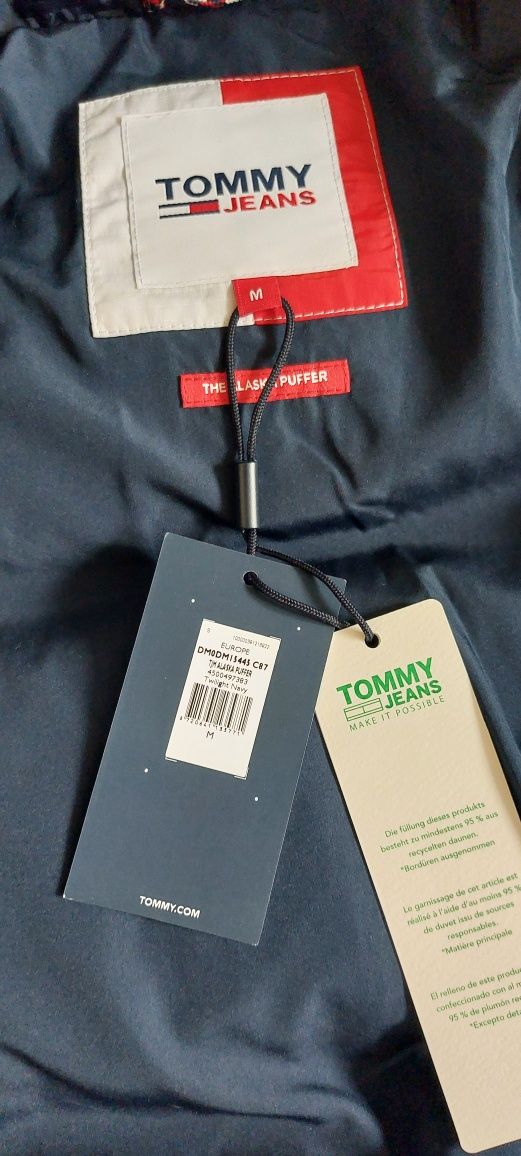 TOMMY
JEANS
M
THE ALASKA PUFFER
EUROPE
DM0DM15445 C87
TJM ALASKA PUFFER
4500497383
Twilight Navy
M
TOMMY.COM
TOMMY
JEANS
MAKE IT POSSIBLE
Die füllung dieses produkts
besteht zu mindestens 95 % aus
recycelten daunen.
*Bordüren ausgenommen
Le garnissage de cet article est
réalisé à l'aide d'au moins 95 %
de duvet issu de sources
responsables.
*Matière principale
El relleno de este produ
confeccionado con al m
95 % de plumón re
*Excepto deta